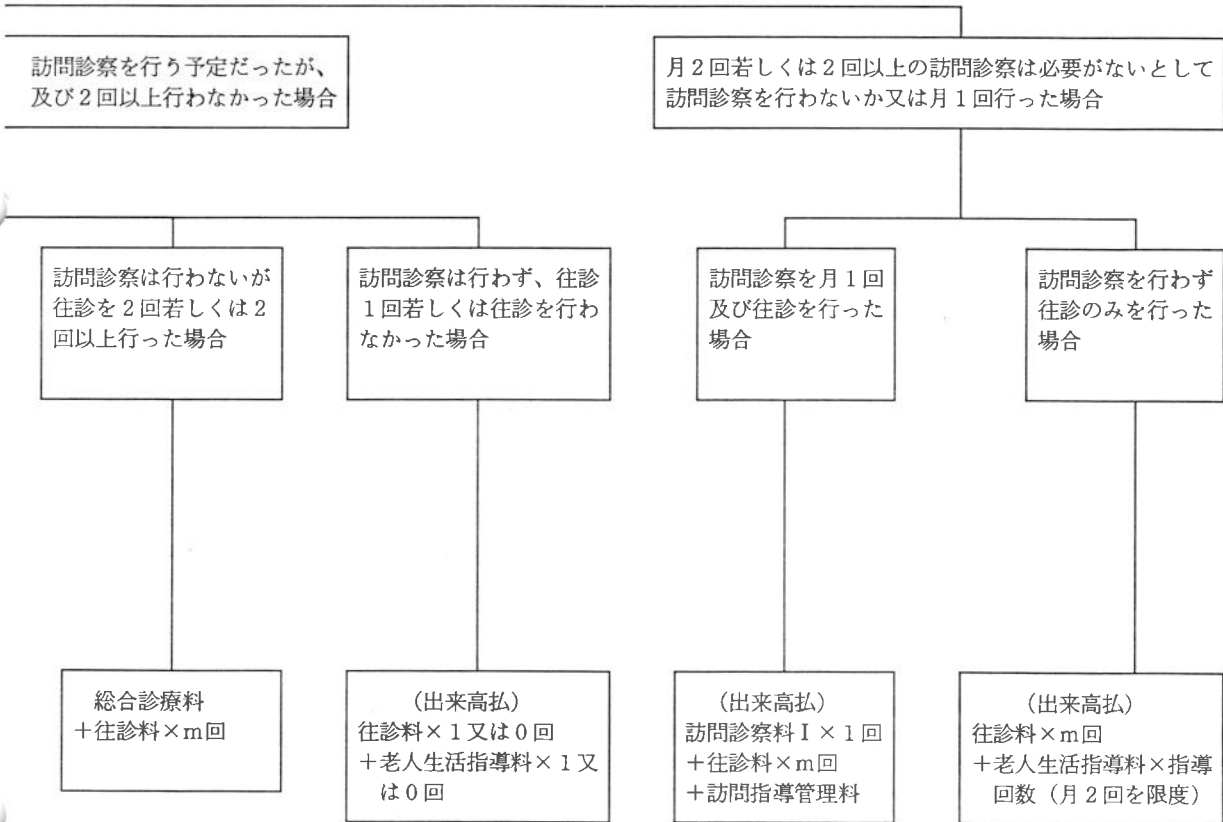 訪問診察を行う予定だったが、
及び2回以上行わなかった場合
月2回若しくは2回以上の訪問診察は必要がないとして
訪問診察を行わないか又は月1回行った場合
訪問診察は行わないが
往診を2回若しくは2
回以上行った場合
訪問診察は行わず、往診
1回若しくは往診を行わ
なかった場合
訪問診察を月1回
及び往診を行った
場合
訪問診察を行わず
往診のみを行った
場合
総合診療料
+往診料×m回
(出来高払)
往診料×1又は0回
+老人生活指導料×1又
は0回
(出来高払)
訪問診察料Ⅰ×1回
+往診料×m回
+訪問指導管理料
(出来高払)
往診料×m回
+老人生活指導料×指導
回数(月2回を限度)